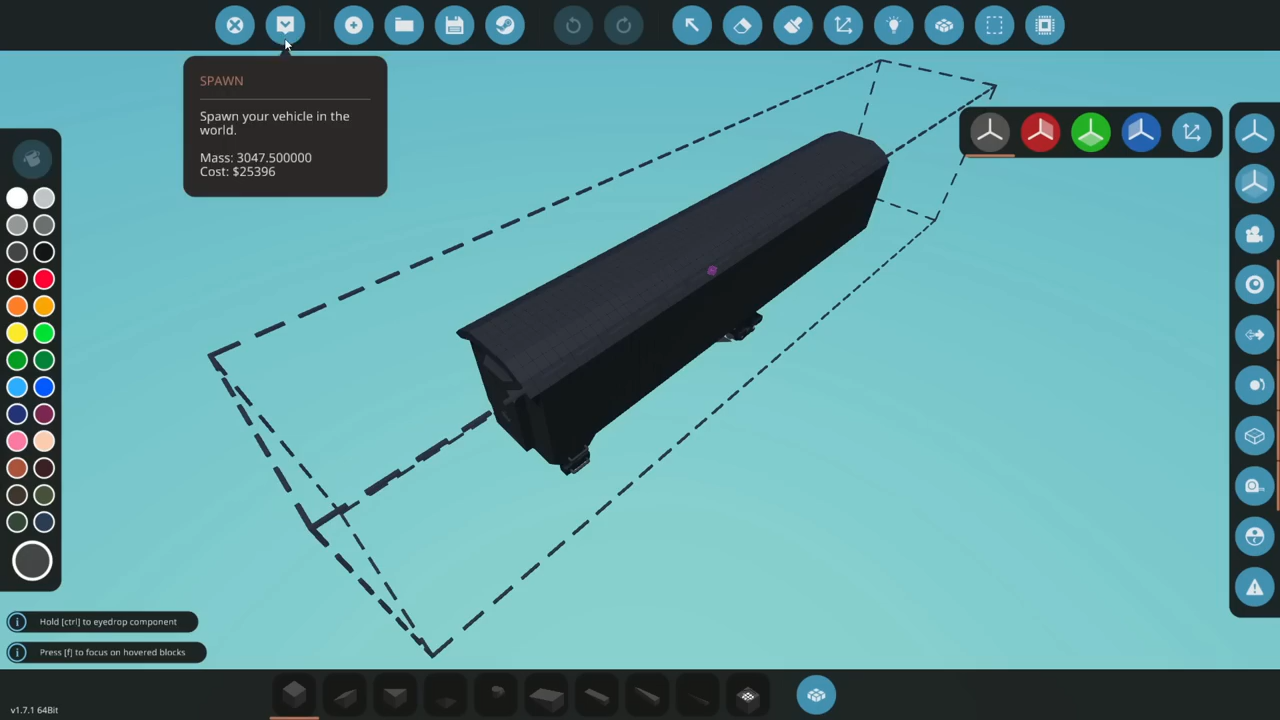 SPAWN
Spawn your vehicle in the
world.
Mass: 3047.500000
Cost: $25396
Hold [ctrl] to eyedrop component
Press [f] to focus on hovered blocks
v1.7.1 64Bit